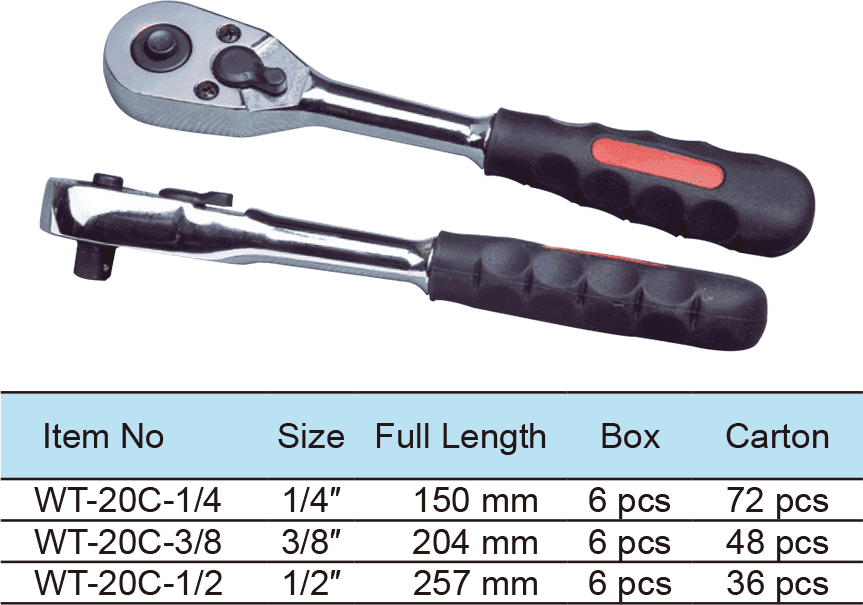 Item No Size Full Length Box Carton
WT-20C-1/4 1/4″ 150 mm 6 pcs 72 pcs
WT-20C-3/8 3/8″ 204 mm 6 pcs 48 pcs
WT-20C-1/2 1/2″ 257 mm 6 pcs 36 pcs